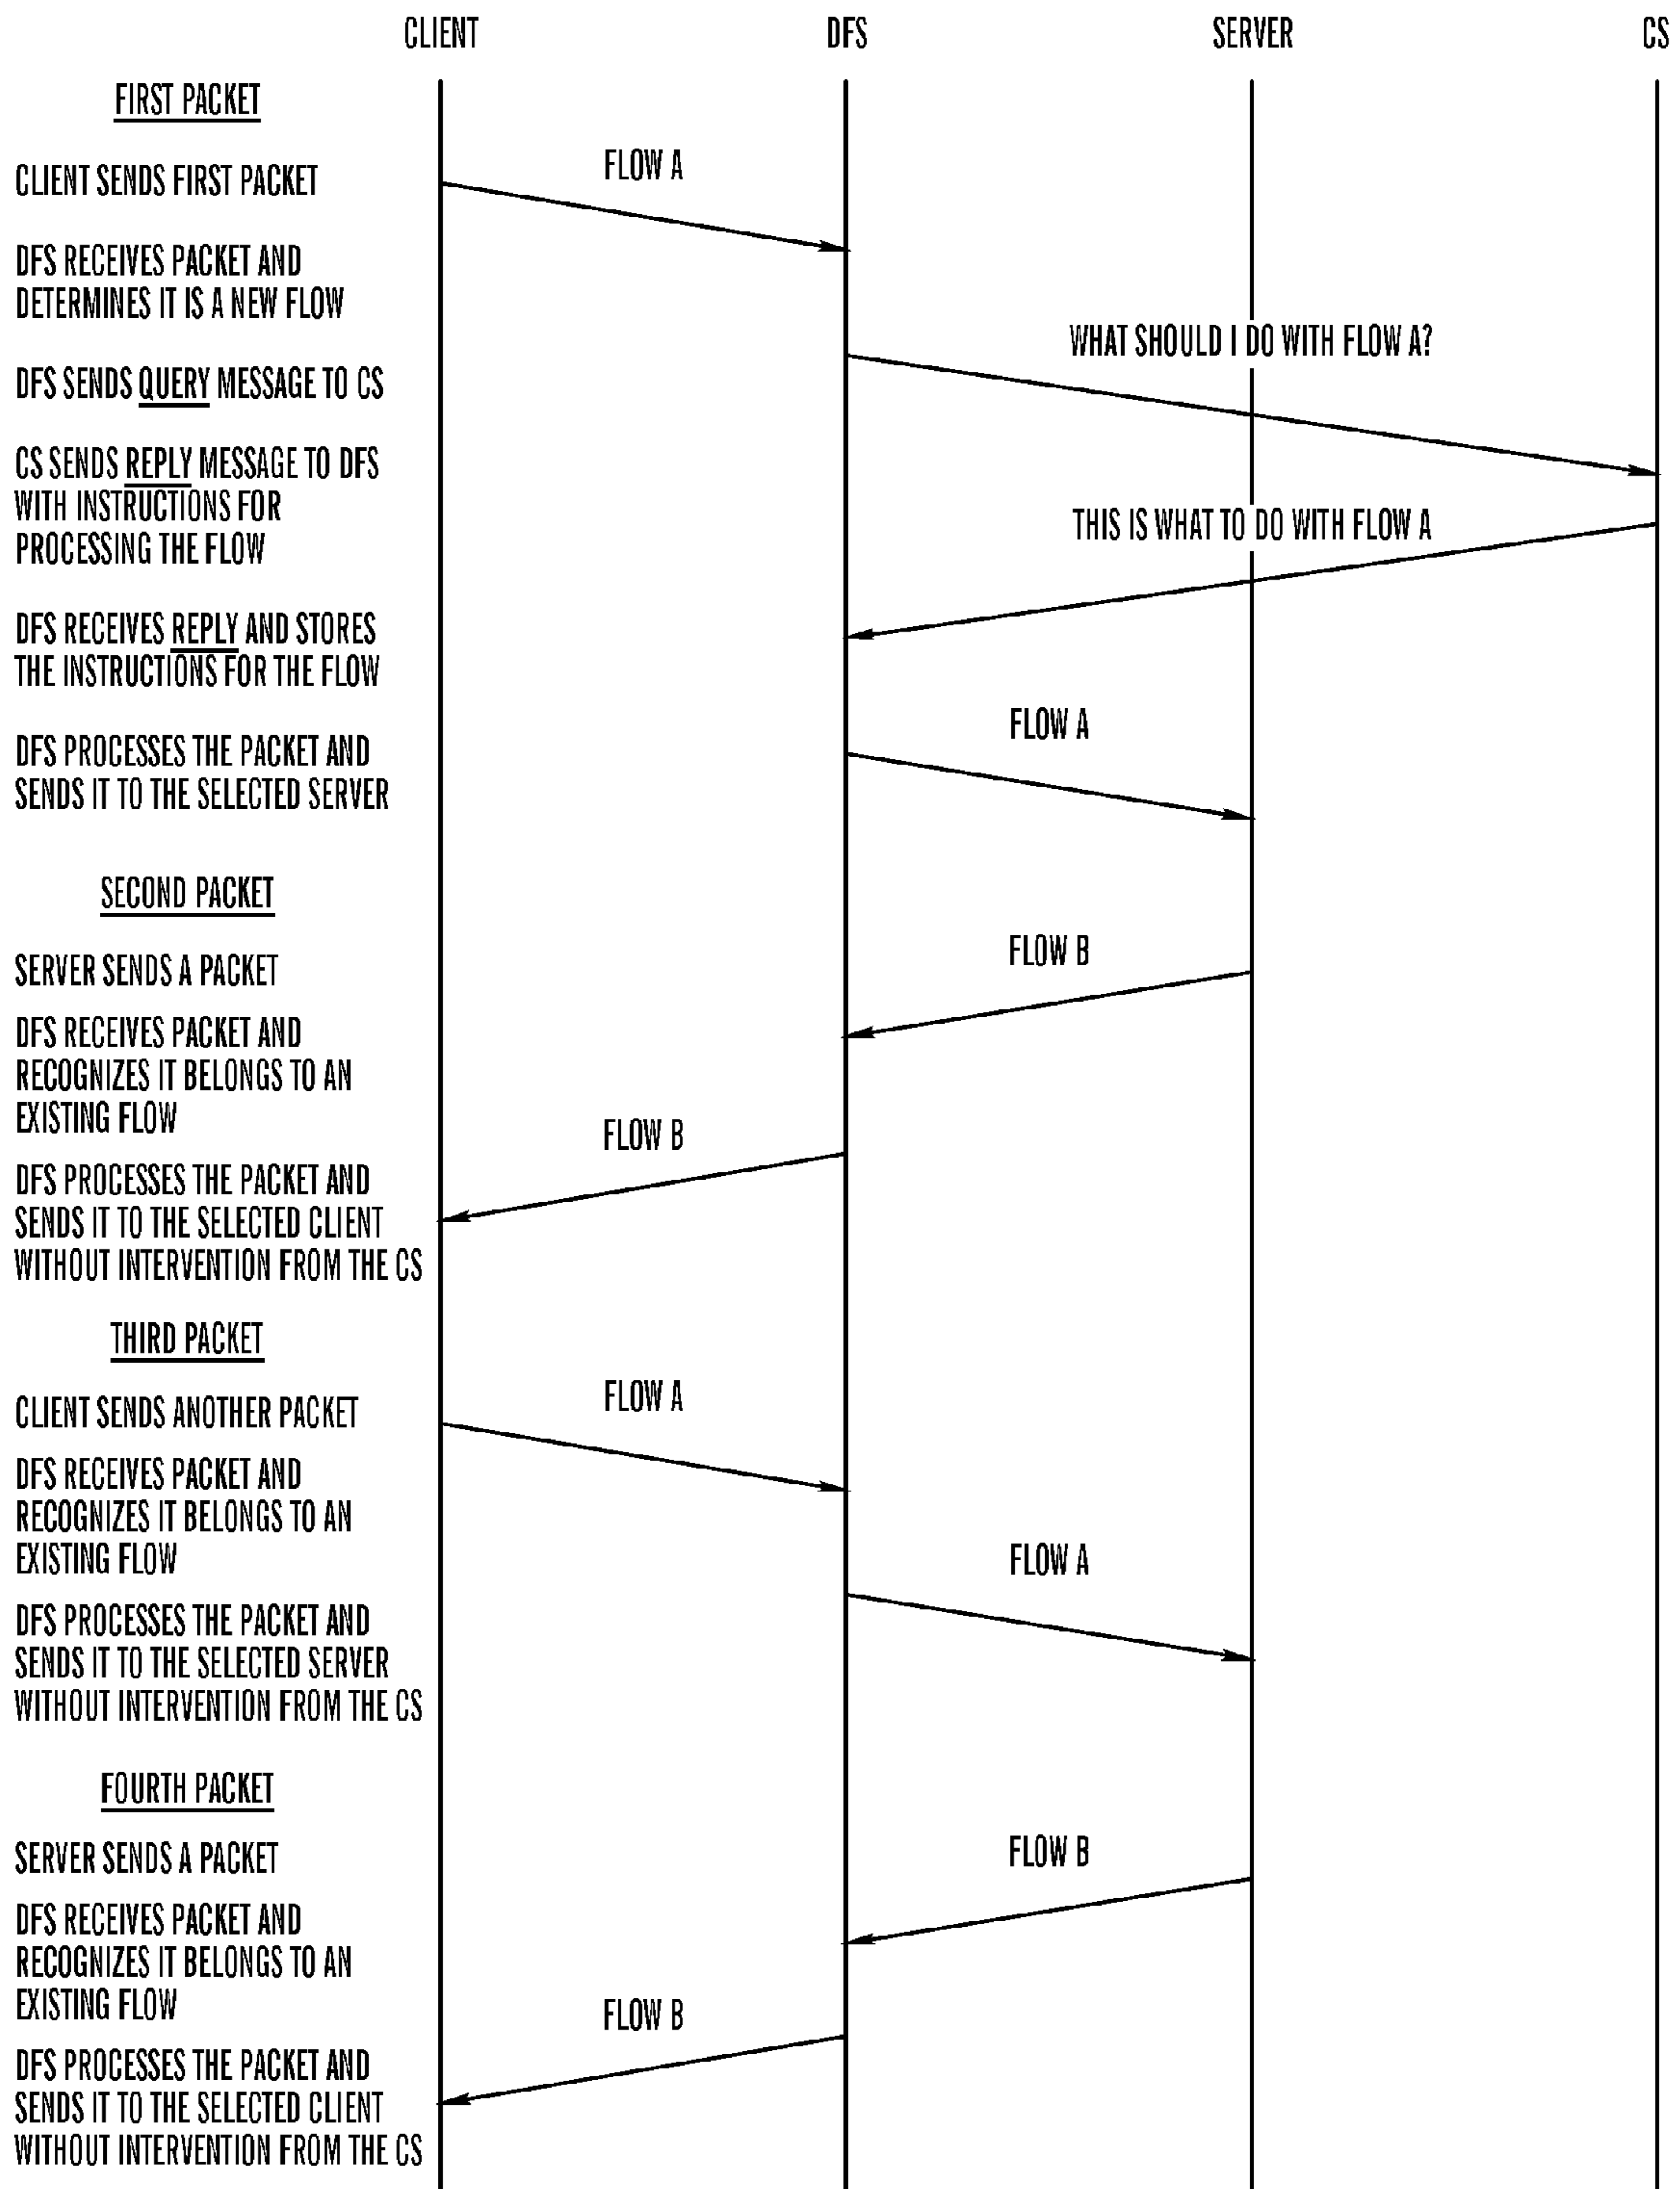 CLIENT DFS SERVER CS
FIRST PACKET
FLOW A
CLIENT SENDS FIRST PACKET
DFS RECEIVES PACKET AND
DETERMINES IT IS A NEW FLOW
WHAT SHOULD I DO WITH FLOW A?
DFS SENDS QUERY MESSAGE TO CS
CS SENDS REPLY MESSAGE TO DFS
WITH INSTRUCTIONS FOR
PROCESSING THE FLOW
THIS IS WHAT TO DO WITH FLOW A
DFS RECEIVES REPLY AND STORES
THE INSTRUCTIONS FOR THE FLOW
FLOW A
DFS PROCESSES THE PACKET AND
SENDS IT TO THE SELECTED SERVER
SECOND PACKET
FLOW B
SERVER SENDS A PACKET
DFS RECEIVES PACKET AND
RECOGNIZES IT BELONGS TO AN
EXISTING FLOW
FLOW B
DFS PROCESSES THE PACKET AND
SENDS IT TO THE SELECTED CLIENT
WITHOUT INTERVENTION FROM THE CS
THIRD PACKET
FLOW A
CLIENT SENDS ANOTHER PACKET
DFS RECEIVES PACKET AND
RECOGNIZES IT BELONGS TO AN
EXISTING FLOW
FLOW A
DFS PROCESSES THE PACKET AND
SENDS IT TO THE SELECTED SERVER
WITHOUT INTERVENTION FROM THE CS
FOURTH PACKET
FLOW B
SERVER SENDS A PACKET
DFS RECEIVES PACKET AND
RECOGNIZES IT BELONGS TO AN
EXISTING FLOW
FLOW B
DFS PROCESSES THE PACKET AND
SENDS IT TO THE SELECTED CLIENT
WITHOUT INTERVENTION FROM THE CS